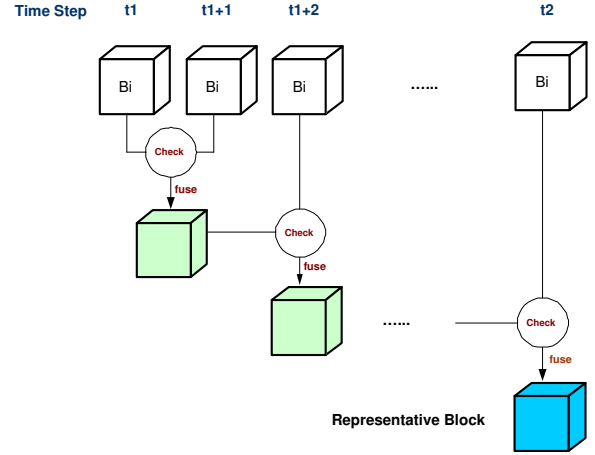 Time Step t1 t1+1 t1+2 t2
Bi Bi Bi ...... Bi
Check
fuse
Check
fuse
...... Check
fuse
Representative Block